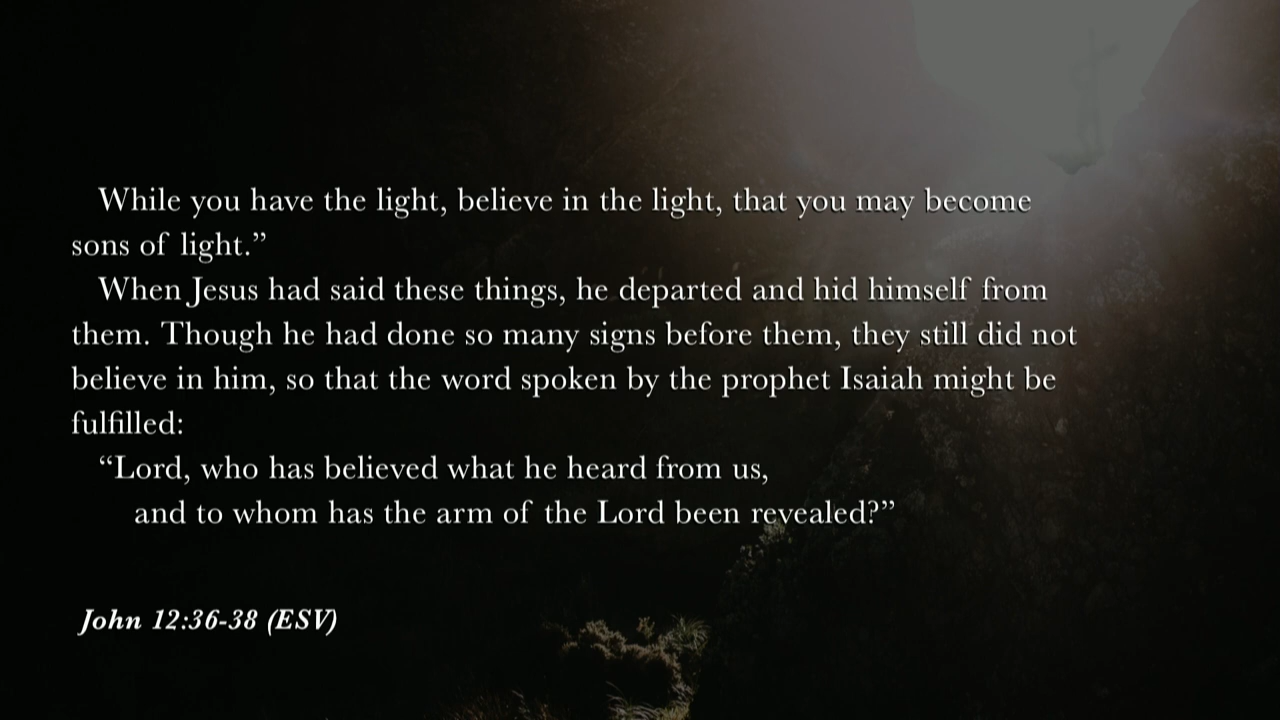 While you have the light, believe in the light, that you may become
sons of light.”
When Jesus had said these things, he departed and hid himself from
them. Though he had done so many signs before them, they still did not
believe in him, so that the word spoken by the prophet Isaiah might be
fulfilled:
“Lord, who has believed what he heard from us,
and to whom has the arm of the Lord been revealed?”
John 12:36-38 (ESV)